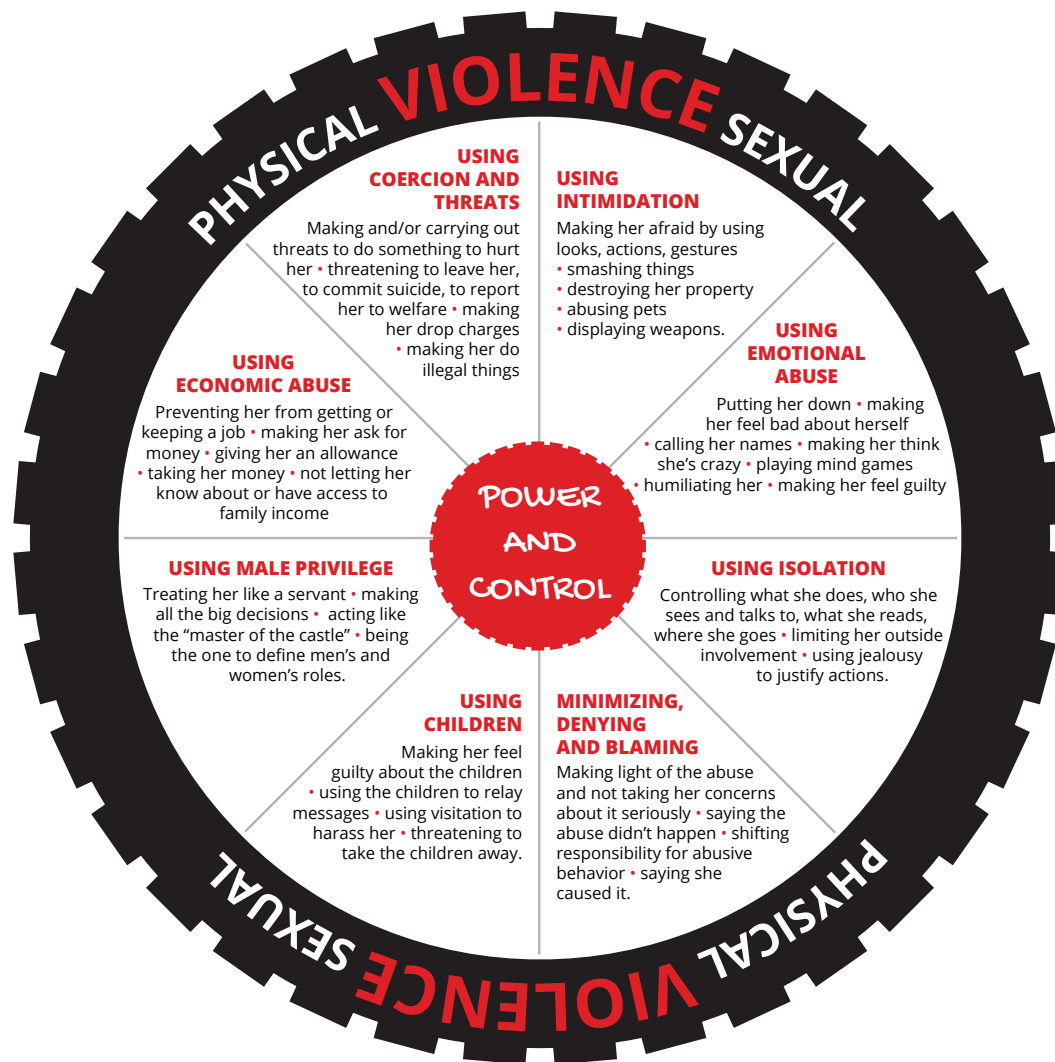 PHYSICAL VIOLENCE SEXUAL
USING
COERCION AND
THREATS
Making and/or carrying out
threats to do something to hurt
her • threatening to leave her,
to commit suicide, to report
her to welfare • making
her drop charges
• making her do
illegal things
USING
INTIMIDATION
Making her afraid by using
looks, actions, gestures
• smashing things
• destroying her property
• abusing pets
• displaying weapons.
USING
EMOTIONAL
ABUSE
Putting her down • making
her feel bad about herself
• calling her names • making her think
she’s crazy • playing mind games
• humiliating her • making her feel guilty
USING ISOLATION
Controlling what she does, who she
sees and talks to, what she reads,
where she goes • limiting her outside
involvement • using jealousy
to justify actions.
MINIMIZING,
DENYING
AND BLAMING
Making light of the abuse
and not taking her concerns
about it seriously • saying the
abuse didn’t happen • shifting
responsibility for abusive
behavior • saying she
caused it.
USING
CHILDREN
Making her feel
guilty about the children
• using the children to relay
messages • using visitation to
harass her • threatening to
take the children away.
USING MALE PRIVILEGE
Treating her like a servant • making
all the big decisions • acting like
the “master of the castle” • being
the one to define men’s and
women’s roles.
USING
ECONOMIC ABUSE
Preventing her from getting or
keeping a job • making her ask for
money • giving her an allowance
• taking her money • not letting her
know about or have access to
family income
POWER
AND
CONTROL
PHYSICAL VIOLENCE SEXUAL